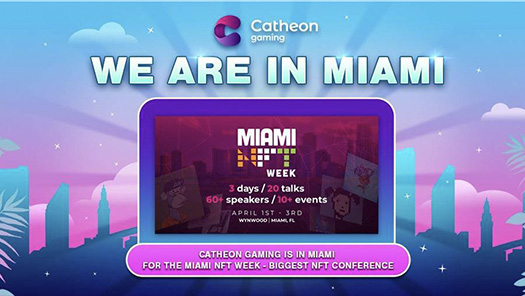 Catheon
gaming
WE ARE IN MIAMI
MIAMI
NFT
WEEK
3 days / 20 talks
60+ speakers / 10+ events
APRIL 1ST - 3RD
WYNWOOD | MIAMI, FL
CATHEON GAMING IS IN MIAMI
FOR THE MIAMI NFT WEEK - BIGGEST NFT CONFERENCE